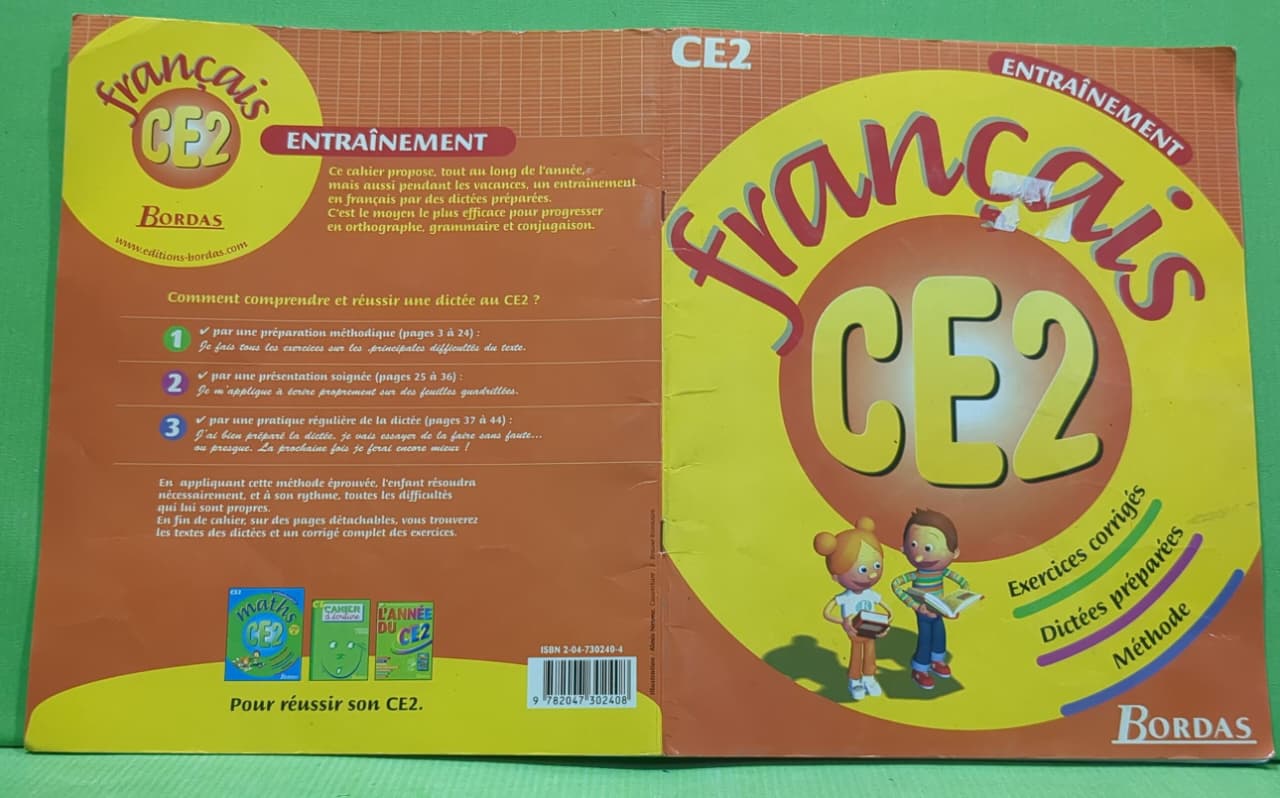 français
CE2
BORDAS
www.editions-bordas.com
ENTRAÎNEMENT
Ce cahier propose, tout au long de l'année,
mais aussi pendant les vacances, un entraînement
en français par des dictées préparées.
C'est le moyen le plus efficace pour progresser
en orthographe, grammaire et conjugaison.
Comment comprendre et réussir une dictée au CE2 ?
1 ✔ par une préparation méthodique (pages 3 à 24) :
Je fais tous les exercices sur les principales difficultés du texte.
2 ✔ par une présentation soignée (pages 25 à 36) :
Je m'applique à écrire proprement sur des feuilles quadrillées.
3 ✔ par une pratique régulière de la dictée (pages 37 à 44) :
J'ai bien préparé la dictée, je vais essayer de la faire sans faute...
ou presque. La prochaine fois je ferai encore mieux !
En appliquant cette méthode éprouvée, l'enfant résoudra
nécessairement, et à son rythme, toutes les difficultés
qui lui sont propres.
En fin de cahier, sur des pages détachables, vous trouverez
les textes des dictées et un corrigé complet des exercices.
CE2
maths
CE2
BORDAS
CAHIER
d'écriture
L'ANNÉE
DU CE2
Pour réussir son CE2.
ISBN 2-04-730240-4
9 782047 302408
CE2
ENTRAÎNEMENT
français
CE2
Exercices corrigés
Dictées préparées
Méthode
BORDAS